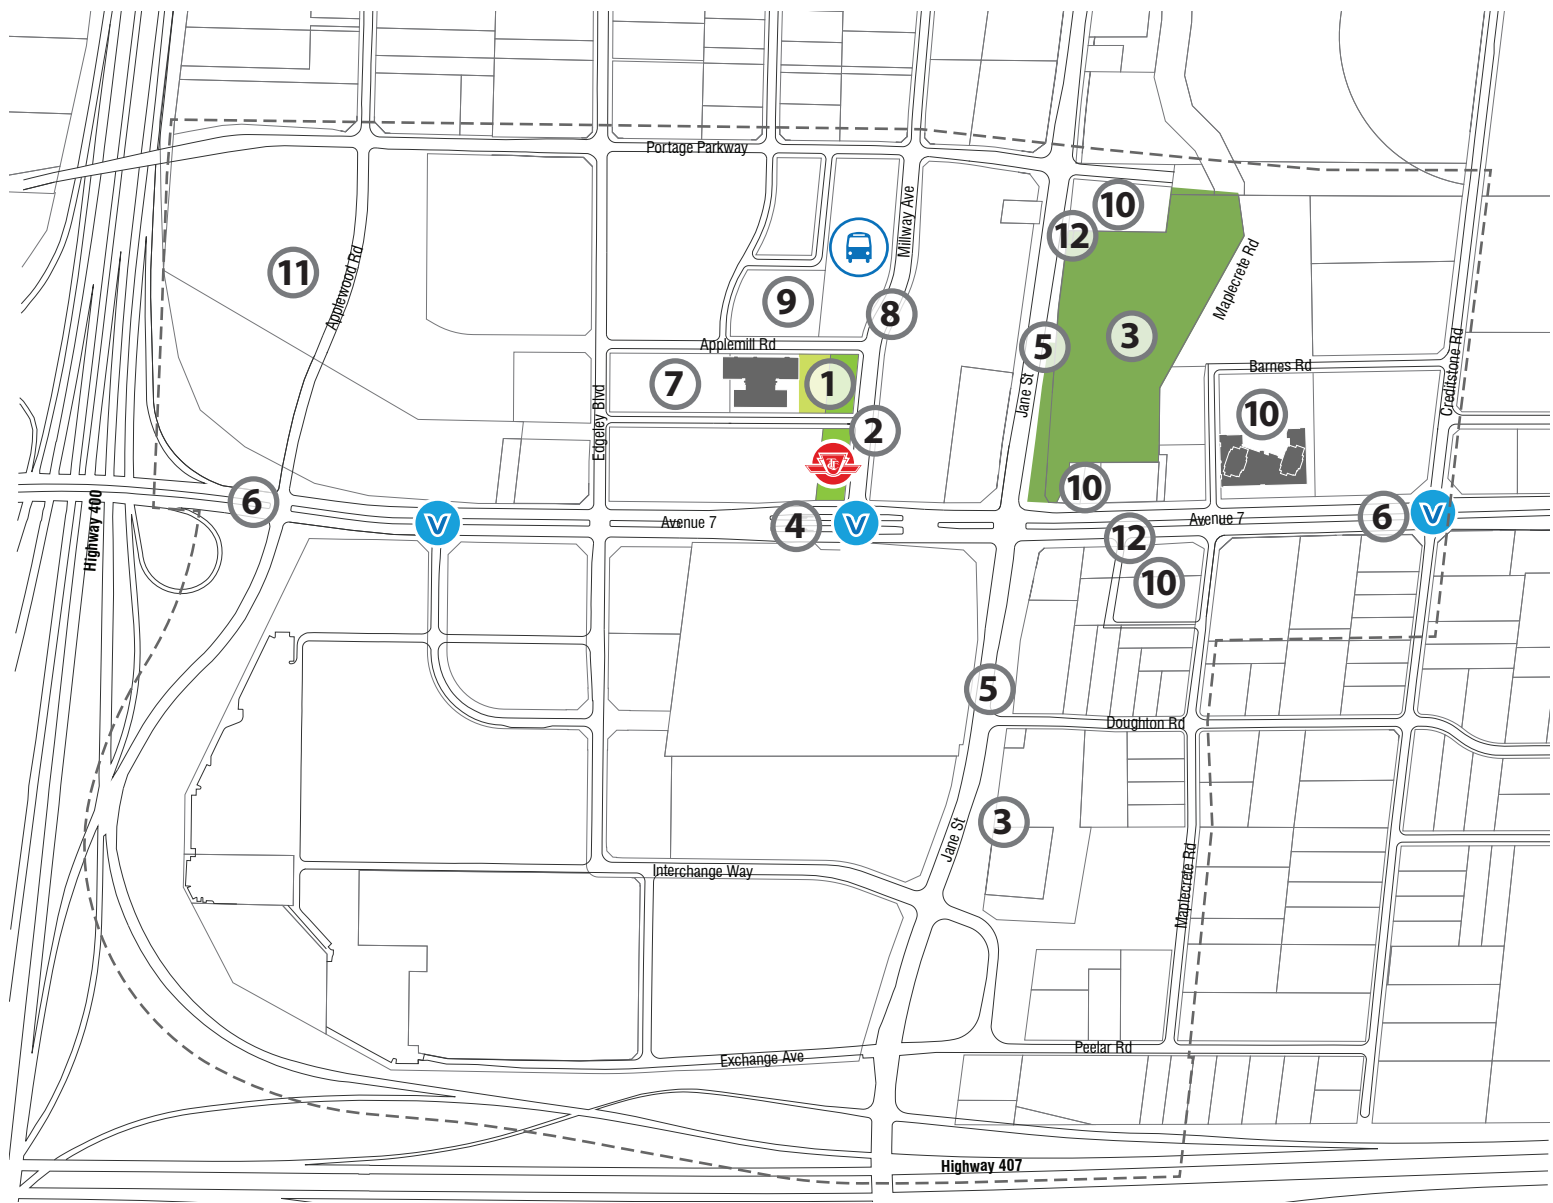 Portage Parkway
10
Millway Ave
12
Maplecrete Rd
11
Applewood Rd
9
8
3
5
Applemill Rd
Creditstone Rd
Barnes Rd
7
1
Jane St
Edgeley Blvd
10
2
TTC
10
6
Highway 400
V
Avenue 7
4
V
12
Avenue 7
6
V
10
5
Doughton Rd
3
Jane St
Interchange Way
Maplecrete Rd
Exchange Ave
Peelar Rd
Highway 407